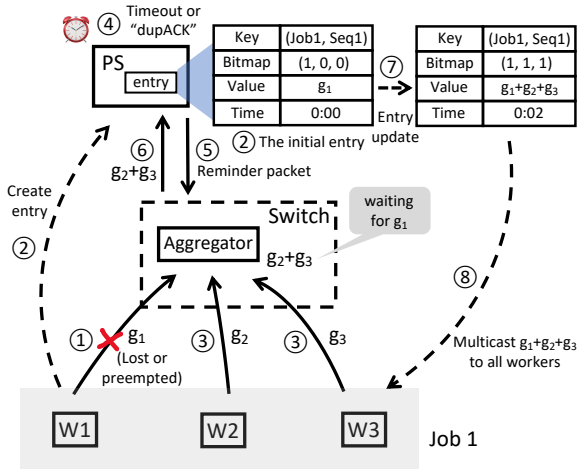 ④ Timeout or
“dupACK”
PS
entry
Key (Job1, Seq1)
Bitmap (1, 0, 0)
Value g1
Time 0:00
② The initial entry
⑦
Entry
update
Key (Job1, Seq1)
Bitmap (1, 1, 1)
Value g1+g2+g3
Time 0:02
⑥
g2+g3
⑤
Reminder packet
Create
entry
②
Switch
waiting
for g1
Aggregator
g2+g3
⑧
Multicast g1+g2+g3
to all workers
① g1
(Lost or
preempted)
③ g2
③ g3
W1
W2
W3
Job 1